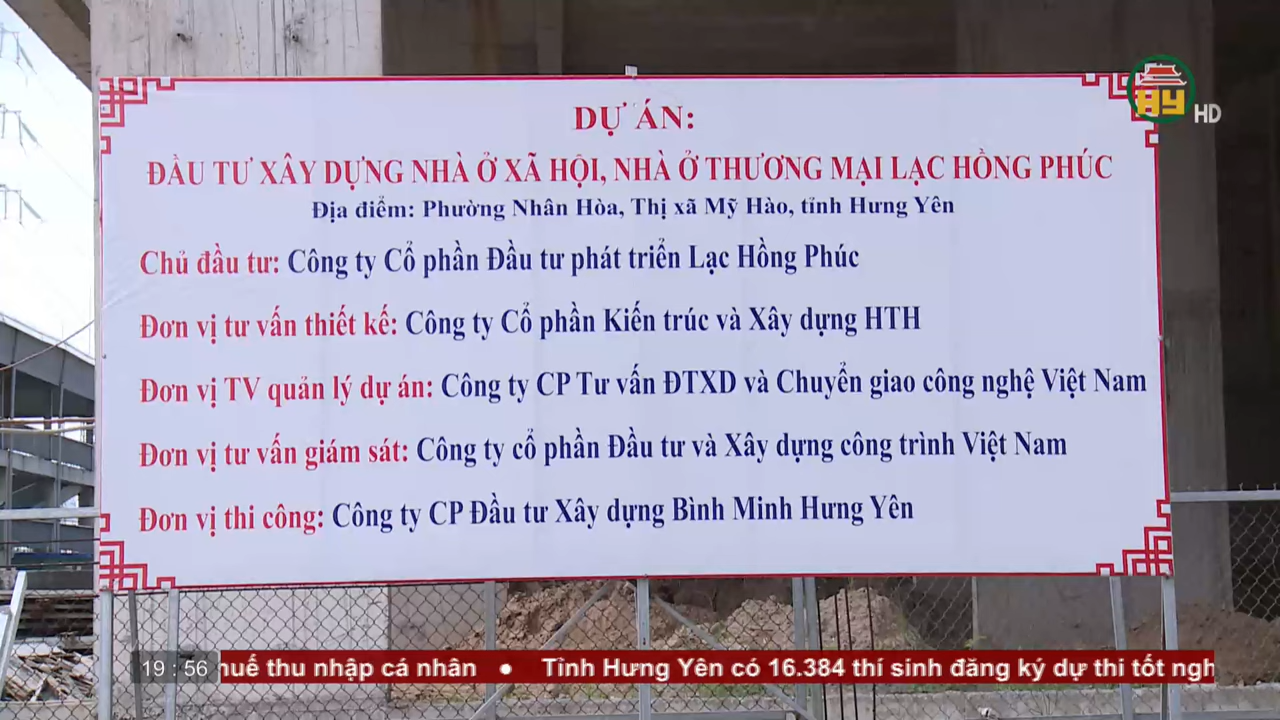 HY HD
DỰ ÁN:
ĐẦU TƯ XÂY DỰNG NHÀ Ở XÃ HỘI, NHÀ Ở THƯƠNG MẠI LẠC HỒNG PHÚC
Địa điểm: Phường Nhân Hòa, Thị xã Mỹ Hào, tỉnh Hưng Yên
Chủ đầu tư: Công ty Cổ phần Đầu tư phát triển Lạc Hồng Phúc
Đơn vị tư vấn thiết kế: Công ty Cổ phần Kiến trúc và Xây dựng HTH
Đơn vị TV quản lý dự án: Công ty CP Tư vấn ĐTXD và Chuyển giao công nghệ Việt Nam
Đơn vị tư vấn giám sát: Công ty cổ phần Đầu tư và Xây dựng công trình Việt Nam
Đơn vị thi công: Công ty CP Đầu tư Xây dựng Bình Minh Hưng Yên
19 : 56 huế thu nhập cá nhân • Tỉnh Hưng Yên có 16.384 thí sinh đăng ký dự thi tốt ngh